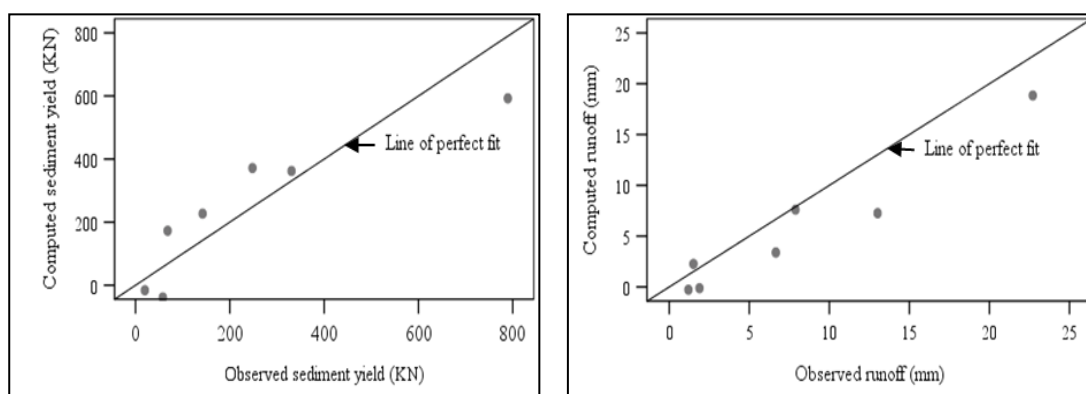 Computed sediment yield (KN)
800
600
400
200
0
Line of perfect fit
0 200 400 600 800
Observed sediment yield (KN)
Computed runoff (mm)
25
20
15
10
5
0
Line of perfect fit
0 5 10 15 20 25
Observed runoff (mm)